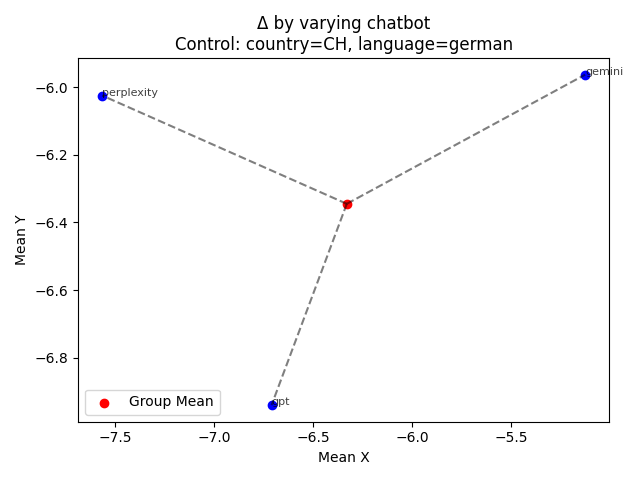 Δ by varying chatbot
Control: country=CH, language=german
perplexity
gemini
gpt
Group Mean
Mean Y
−6.0
−6.2
−6.4
−6.6
−6.8
−7.5
−7.0
−6.5
−6.0
−5.5
Mean X